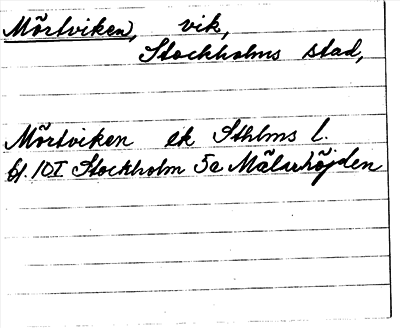 Mörtviken, vik,
Stockholms stad,
Mörtviken ek Sthlms l.
bl. 10I Stockholm 5e Mälarhöjden